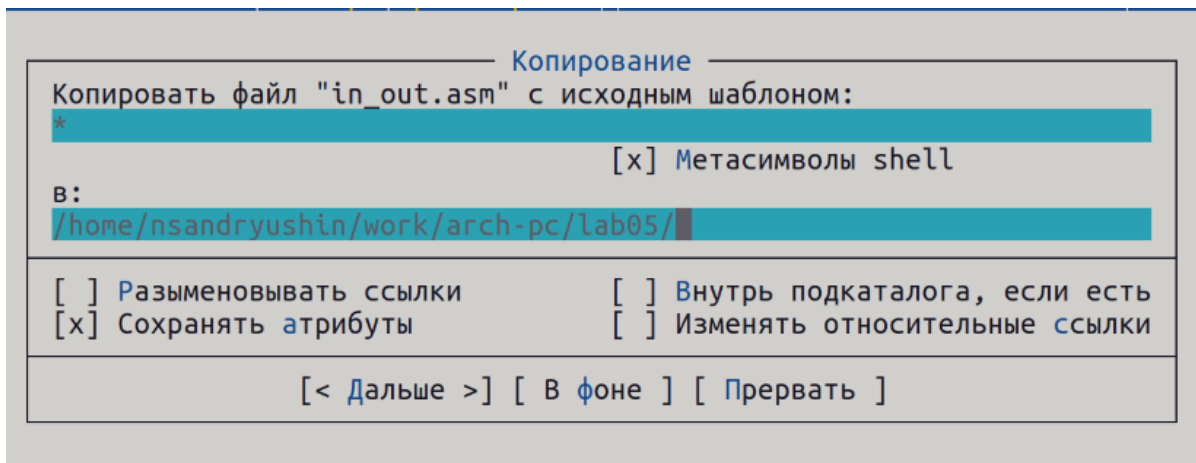 Копирование
Копировать файл "in_out.asm" с исходным шаблоном:
*
[x] Метасимволы shell
в:
/home/nsandryushin/work/arch-pc/lab05/
[ ] Разыменовывать ссылки [ ] Внутрь подкаталога, если есть
[x] Сохранять атрибуты [ ] Изменять относительные ссылки
[< Дальше >] [ В фоне ] [ Прервать ]